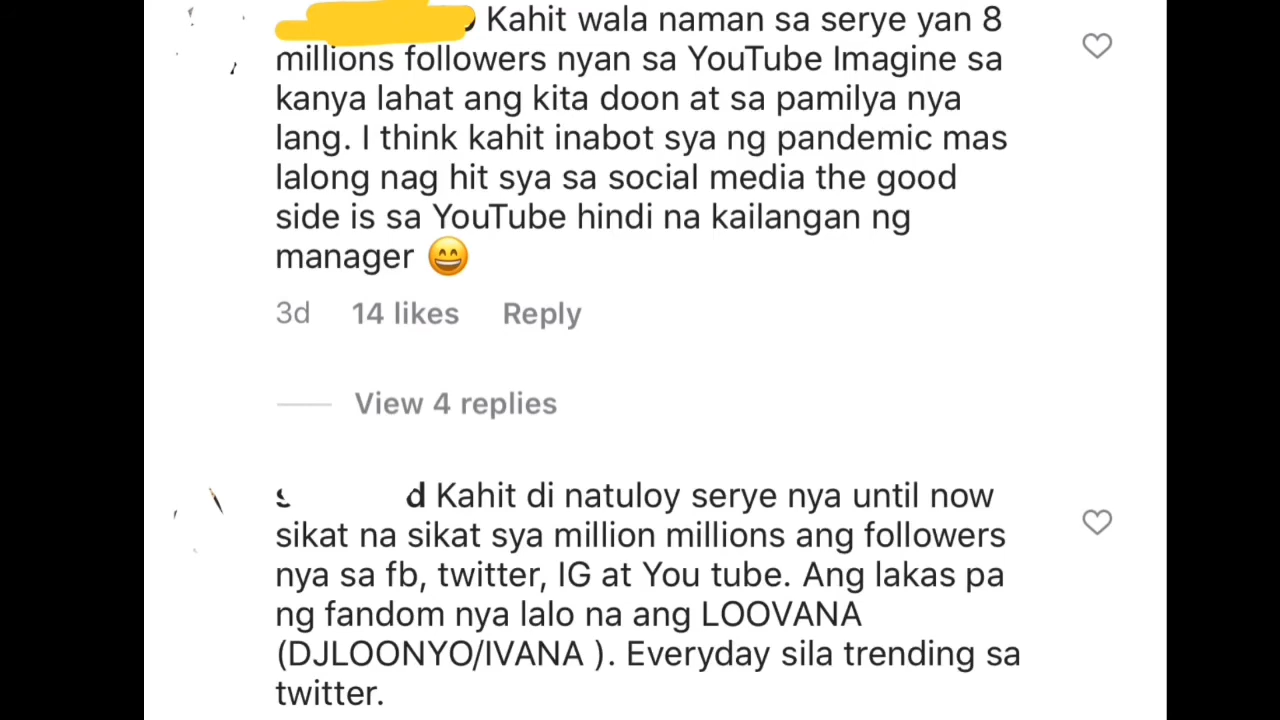 Kahit wala naman sa serye yan 8
millions followers nyan sa YouTube Imagine sa
kanya lahat ang kita doon at sa pamilya nya
lang. I think kahit inabot sya ng pandemic mas
lalong nag hit sya sa social media the good
side is sa YouTube hindi na kailangan ng
manager 😄
3d 14 likes Reply
View 4 replies
d Kahit di natuloy serye nya until now
sikat na sikat sya million millions ang followers
nya sa fb, twitter, IG at You tube. Ang lakas pa
ng fandom nya lalo na ang LOOVANA
(DJLOONYO/IVANA ). Everyday sila trending sa
twitter.